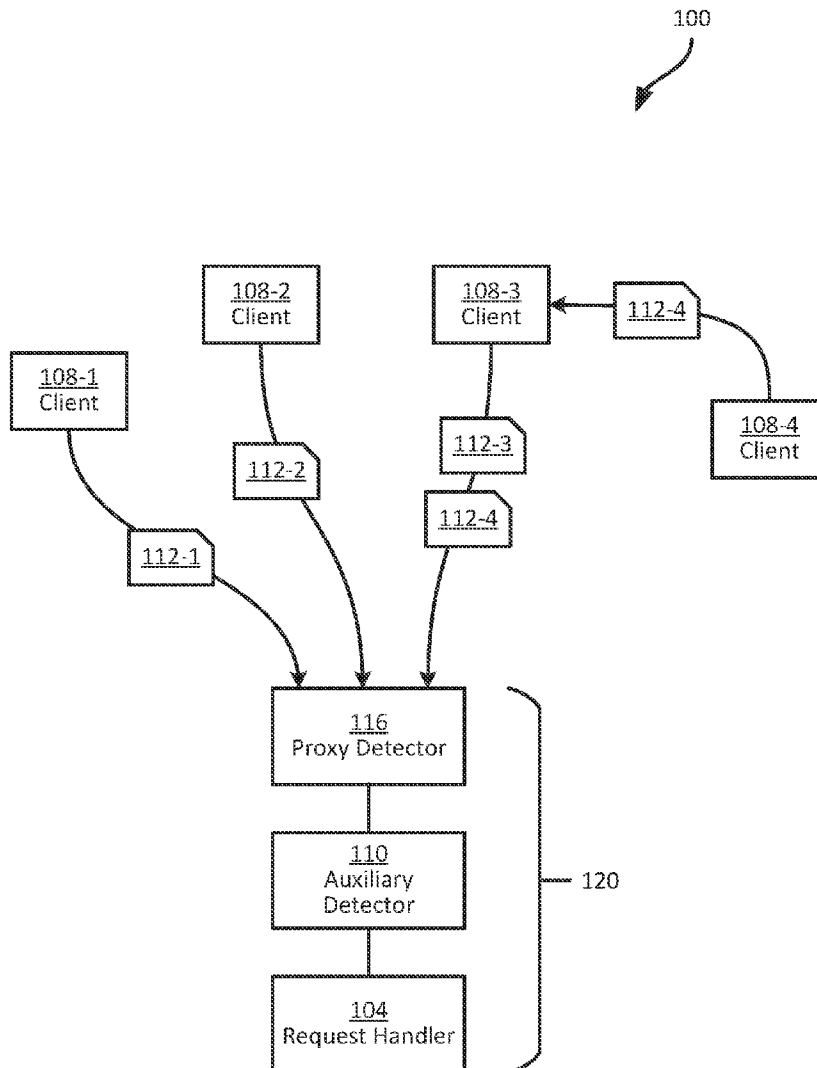 100
108-2
Client
108-3
Client
112-4
108-1
Client
108-4
Client
112-3
112-2
112-4
112-1
116
Proxy Detector
110
Auxiliary
Detector
120
104
Request Handler